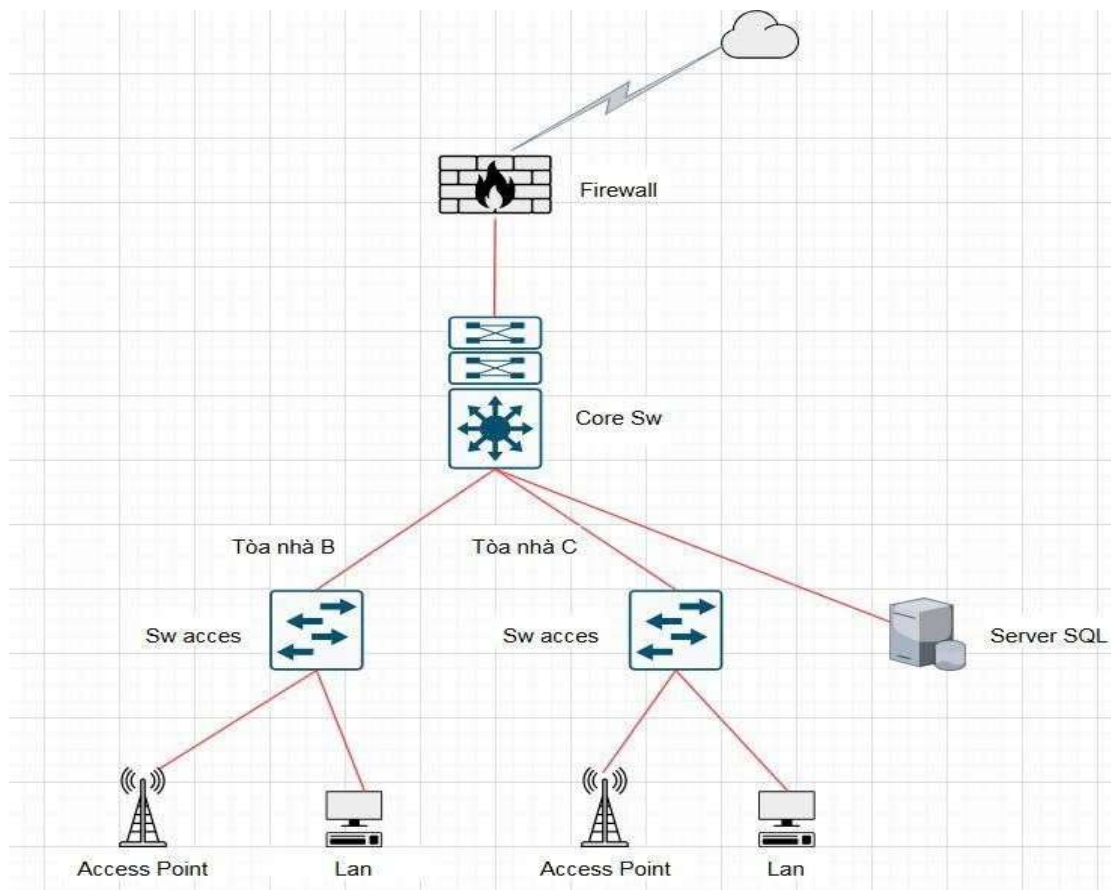 Firewall
Core Sw
Tòa nhà B
Tòa nhà C
Sw acces
Sw acces
Server SQL
Access Point
Lan
Access Point
Lan